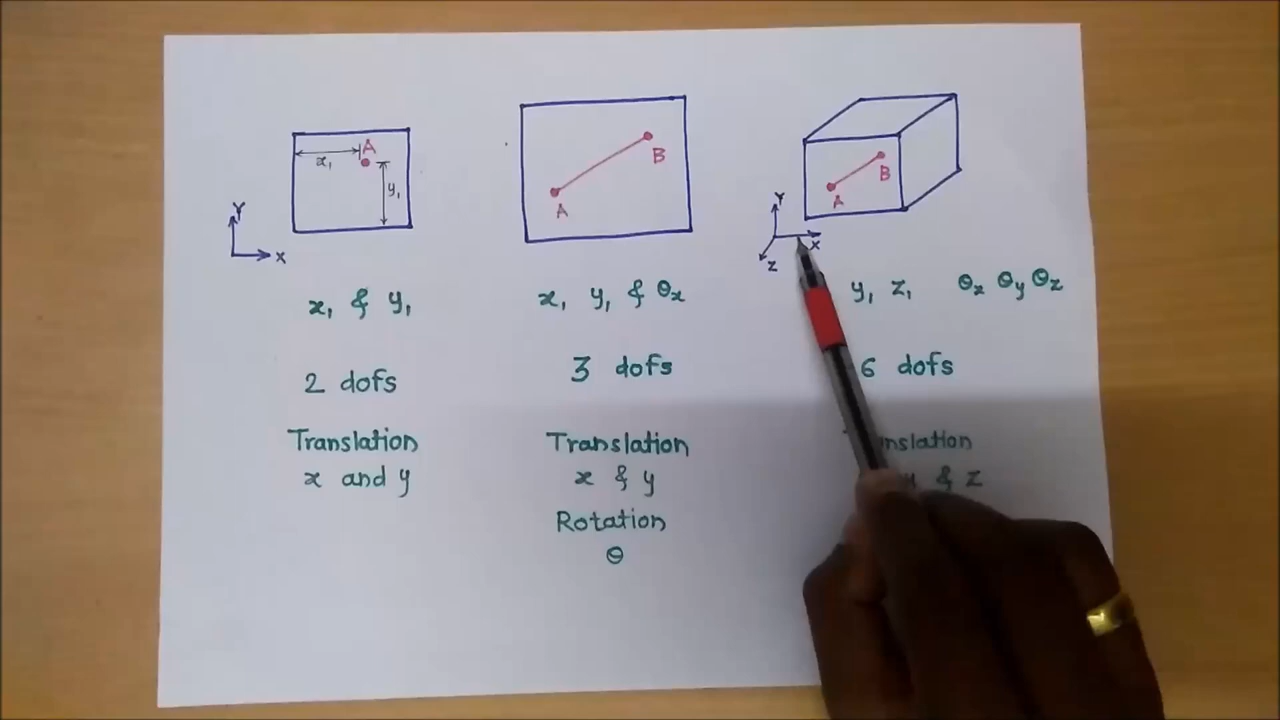 A
x₁
y₁
Y
X
x₁ & y₁
2 dofs
Translation
x and y
A
B
x₁ y₁ & θx
3 dofs
Translation
x & y
Rotation
θ
A
B
Y
X
Z
y₁ z₁ θx θy θz
6 dofs
& z